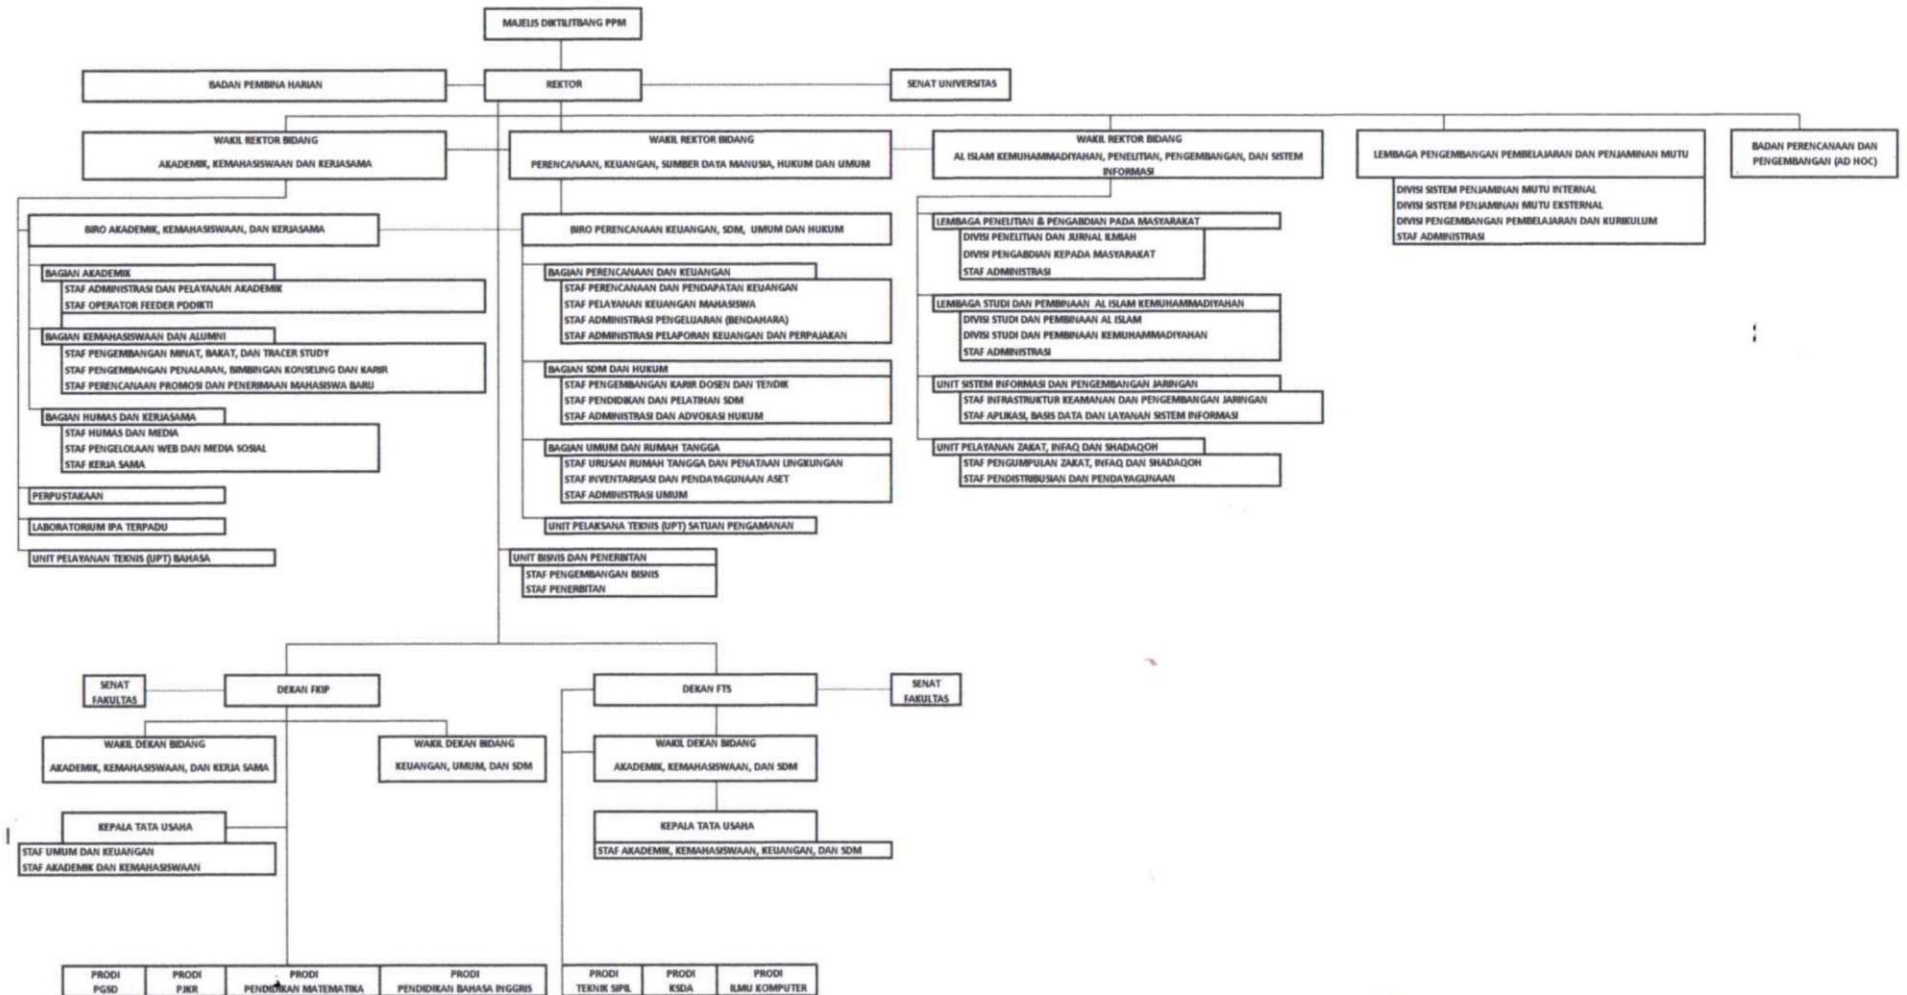 MAJELIS DIKTILITBANG PPM
BADAN PEMBINA HARIAN
REKTOR
SENAT UNIVERSITAS
WAKIL REKTOR BIDANG
AKADEMIK, KEMAHASISWAAN DAN KERJASAMA
WAKIL REKTOR BIDANG
PERENCANAAN, KEUANGAN, SUMBER DAYA MANUSIA, HUKUM DAN UMUM
WAKIL REKTOR BIDANG
AL ISLAM KEMUHAMMADIYAHAN, PENELITIAN, PENGEMBANGAN, DAN SISTEM
INFORMASI
LEMBAGA PENGEMBANGAN PEMBELAJARAN DAN PENJAMINAN MUTU
DIVISI SISTEM PENJAMINAN MUTU INTERNAL
DIVISI SISTEM PENJAMINAN MUTU EKSTERNAL
DIVISI PENGEMBANGAN PEMBELAJARAN DAN KURIKULUM
STAF ADMINISTRASI
BADAN PERENCANAAN DAN
PENGEMBANGAN (AD HOC)
BIRO AKADEMIK, KEMAHASISWAAN, DAN KERJASAMA
BAGIAN AKADEMIK
STAF ADMINISTRASI DAN PELAYANAN AKADEMIK
STAF OPERATOR FEEDER PDDIKTI
BAGIAN KEMAHASISWAAN DAN ALUMNI
STAF PENGEMBANGAN MINAT, BAKAT, DAN TRACER STUDY
STAF PENGEMBANGAN PENALARAN, BIMBINGAN KONSELING DAN KARIR
STAF PERENCANAAN PROMOSI DAN PENERIMAAN MAHASISWA BARU
BAGIAN HUMAS DAN KERJASAMA
STAF HUMAS DAN MEDIA
STAF PENGELOLAAN WEB DAN MEDIA SOSIAL
STAF KERJA SAMA
PERPUSTAKAAN
LABORATORIUM IPA TERPADU
UNIT PELAYANAN TEKNIS (UPT) BAHASA
BIRO PERENCANAAN KEUANGAN, SDM, UMUM DAN HUKUM
BAGIAN PERENCANAAN DAN KEUANGAN
STAF PERENCANAAN DAN PENDAPATAN KEUANGAN
STAF PELAYANAN KEUANGAN MAHASISWA
STAF ADMINISTRASI PENGELUARAN (BENDAHARA)
STAF ADMINISTRASI PELAPORAN KEUANGAN DAN PERPAJAKAN
BAGIAN SDM DAN HUKUM
STAF PENGEMBANGAN KARIR DOSEN DAN TENDIK
STAF PENDIDIKAN DAN PELATIHAN SDM
STAF ADMINISTRASI DAN ADVOKASI HUKUM
BAGIAN UMUM DAN RUMAH TANGGA
STAF URUSAN RUMAH TANGGA DAN PENATAAN LINGKUNGAN
STAF INVENTARISASI DAN PENDAYAGUNAAN ASET
STAF ADMINISTRASI UMUM
UNIT PELAKSANA TEKNIS (UPT) SATUAN PENGAMANAN
UNIT BISNIS DAN PENERBITAN
STAF PENGEMBANGAN BISNIS
STAF PENERBITAN
LEMBAGA PENELITIAN & PENGABDIAN PADA MASYARAKAT
DIVISI PENELITIAN DAN JURNAL ILMIAH
DIVISI PENGABDIAN KEPADA MASYARAKAT
STAF ADMINISTRASI
LEMBAGA STUDI DAN PEMBINAAN AL ISLAM KEMUHAMMADIYAHAN
DIVISI STUDI DAN PEMBINAAN AL ISLAM
DIVISI STUDI DAN PEMBINAAN KEMUHAMMADIYAHAN
STAF ADMINISTRASI
UNIT SISTEM INFORMASI DAN PENGEMBANGAN JARINGAN
STAF INFRASTRUKTUR KEAMANAN DAN PENGEMBANGAN JARINGAN
STAF APLIKASI, BASIS DATA DAN LAYANAN SISTEM INFORMASI
UNIT PELAYANAN ZAKAT, INFAQ DAN SHADAQOH
STAF PENGUMPULAN ZAKAT, INFAQ DAN SHADAQOH
STAF PENDISTRIBUSIAN DAN PENDAYAGUNAAN
SENAT
FAKULTAS
DEKAN FKIP
WAKIL DEKAN BIDANG
AKADEMIK, KEMAHASISWAAN, DAN KERJA SAMA
WAKIL DEKAN BIDANG
KEUANGAN, UMUM, DAN SDM
KEPALA TATA USAHA
STAF UMUM DAN KEUANGAN
STAF AKADEMIK DAN KEMAHASISWAAN
PRODI
PGSD
PRODI
PJKR
PRODI
PENDIDIKAN MATEMATIKA
PRODI
PENDIDIKAN BAHASA INGGRIS
DEKAN FTS
SENAT
FAKULTAS
WAKIL DEKAN BIDANG
AKADEMIK, KEMAHASISWAAN, DAN SDM
KEPALA TATA USAHA
STAF AKADEMIK, KEMAHASISWAAN, KEUANGAN, DAN SDM
PRODI
TEKNIK SIPIL
PRODI
KSDA
PRODI
ILMU KOMPUTER